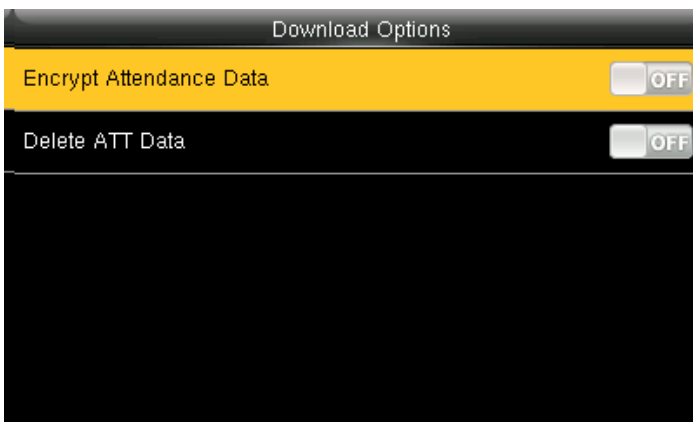 Download Options
Encrypt Attendance Data OFF
Delete ATT Data OFF